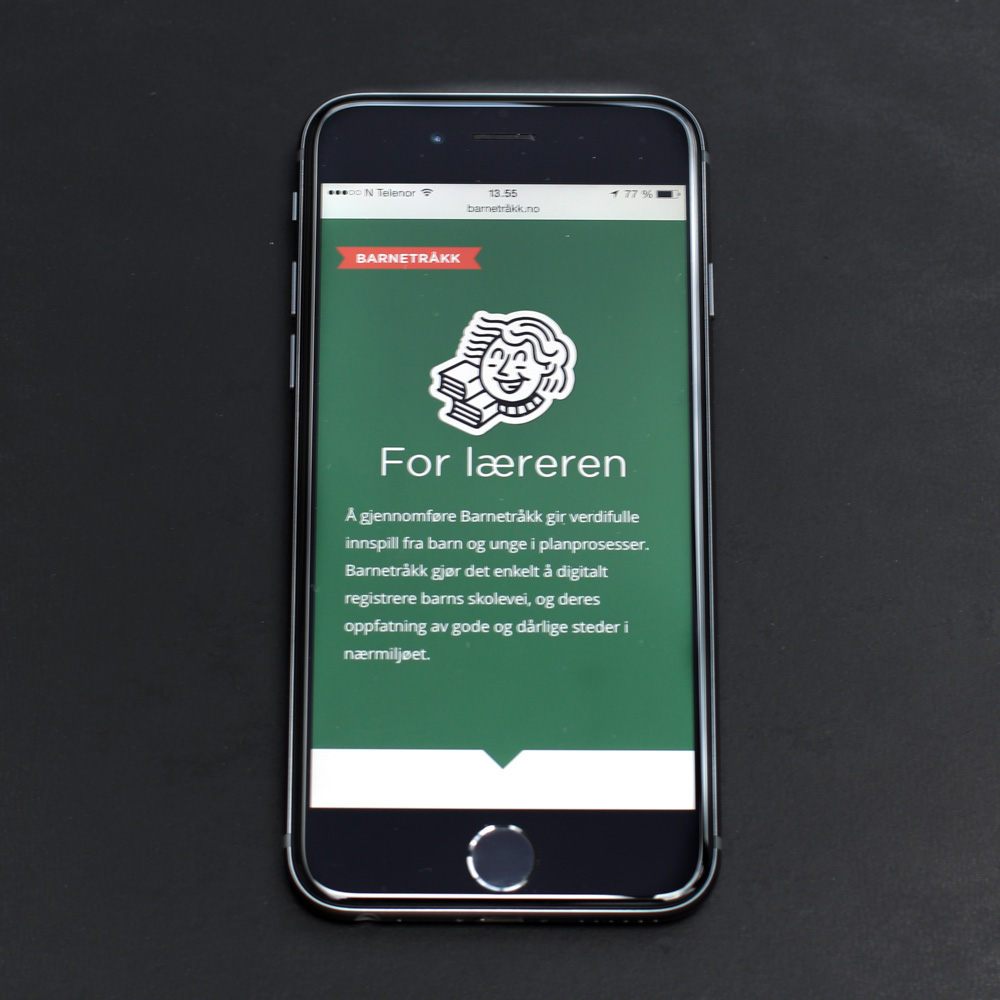 N Telenor 13.55 77 %
barnetråkk.no
BARNETRÅKK
For læreren
Å gjennomføre Barnetråkk gir verdifulle
innspill fra barn og unge i planprosesser.
Barnetråkk gjør det enkelt å digitalt
registrere barns skolevei, og deres
oppfatning av gode og dårlige steder i
nærmiljøet.